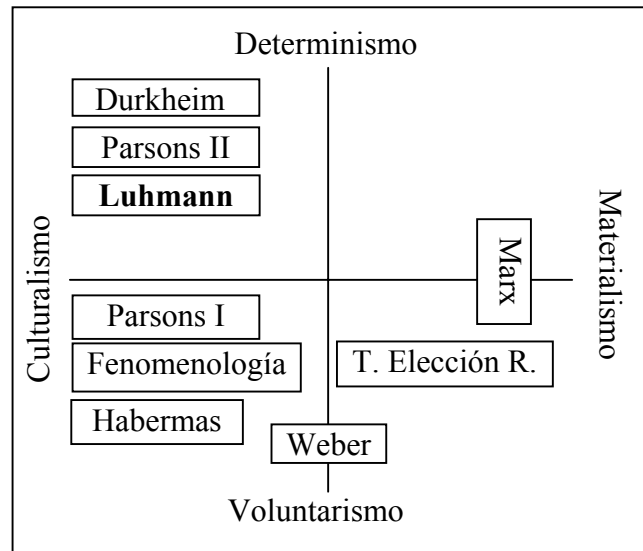 Determinismo
Durkheim
Parsons II
Luhmann
Culturalismo
Materialismo
Marx
Parsons I
Fenomenología
T. Elección R.
Habermas
Weber
Voluntarismo